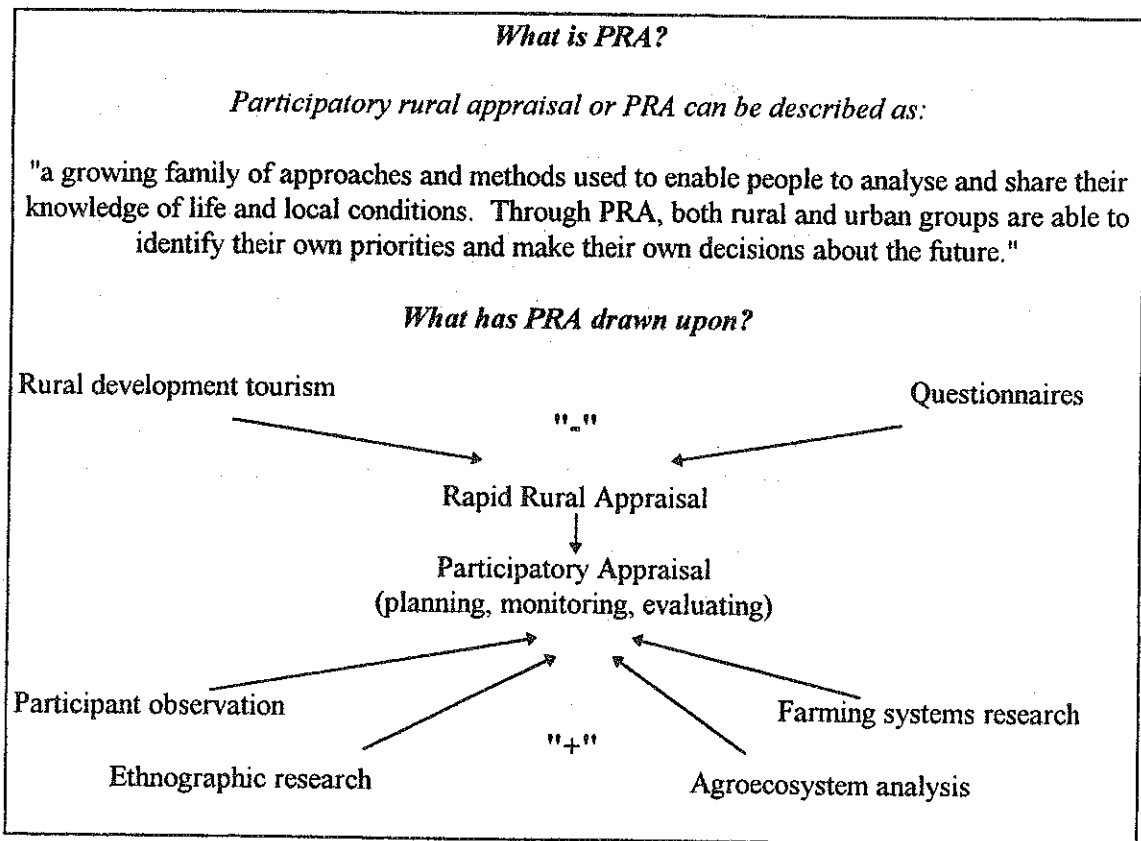 What is PRA?
Participatory rural appraisal or PRA can be described as:
"a growing family of approaches and methods used to enable people to analyse and share their
knowledge of life and local conditions. Through PRA, both rural and urban groups are able to
identify their own priorities and make their own decisions about the future."
What has PRA drawn upon?
Rural development tourism
Questionnaires
"-"
Rapid Rural Appraisal
Participatory Appraisal
(planning, monitoring, evaluating)
Participant observation
Farming systems research
"+"
Ethnographic research
Agroecosystem analysis